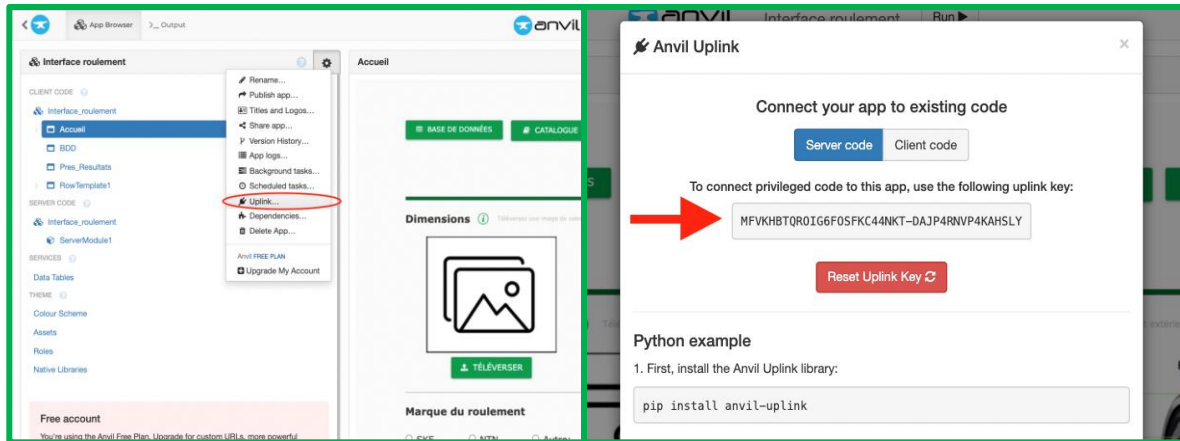 App Browser
>_ Output
anvil
Interface roulement
CLIENT CODE
Interface_roulement
Accueil
BDD
Pres_Resultats
RowTemplate1
SERVER CODE
Interface_roulement
ServerModule1
SERVICES
Data Tables
THEME
Colour Scheme
Assets
Roles
Native Libraries
Free account
You're using the Anvil Free Plan. Upgrade for custom URLs, more powerful
Rename...
Publish app...
Titles and Logos...
Share app...
Version History...
App logs...
Background tasks...
Scheduled tasks...
Uplink...
Dependencies...
Delete App...
Anvil FREE PLAN
Upgrade My Account
Accueil
BASE DE DONNÉES
CATALOGUE
Dimensions
Téléversez une image de
TÉLÉVERSER
Marque du roulement
SKF NTN Autre:
anvil Interface roulement Run
Anvil Uplink
×
Connect your app to existing code
Server code Client code
To connect privileged code to this app, use the following uplink key:
MFVKHBTQROIG6FOSFKC44NKT-DAJP4RNVP4KAHSLY
Reset Uplink Key
Python example
1. First, install the Anvil Uplink library:
pip install anvil-uplink